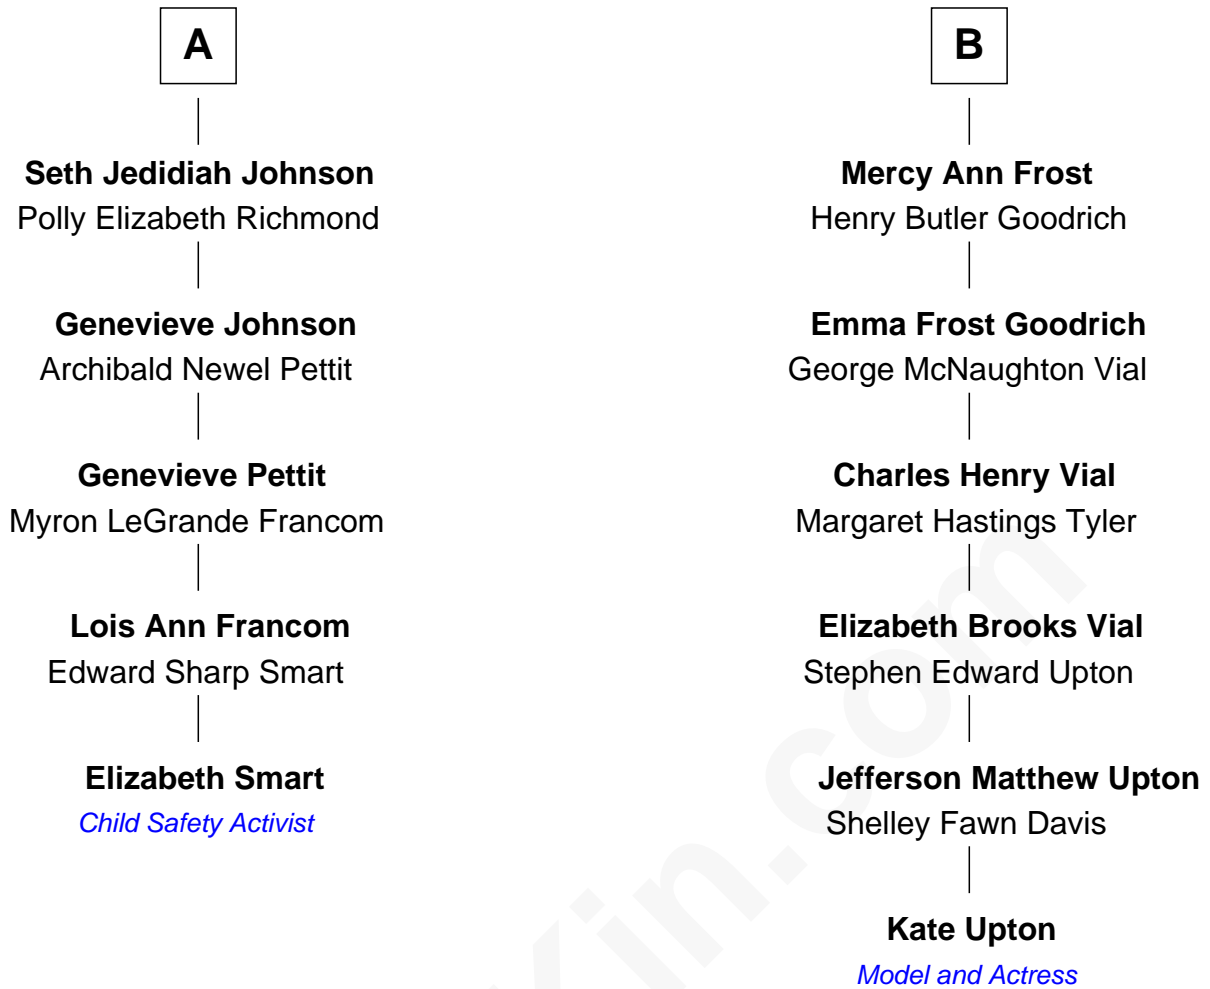 A
Seth Jedidiah Johnson
Polly Elizabeth Richmond
Genevieve Johnson
Archibald Newel Pettit
Genevieve Pettit
Myron LeGrande Francom
Lois Ann Francom
Edward Sharp Smart
Elizabeth Smart
Child Safety Activist
B
Mercy Ann Frost
Henry Butler Goodrich
Emma Frost Goodrich
George McNaughton Vial
Charles Henry Vial
Margaret Hastings Tyler
Elizabeth Brooks Vial
Stephen Edward Upton
Jefferson Matthew Upton
Shelley Fawn Davis
Kate Upton
Model and Actress
Kin.com